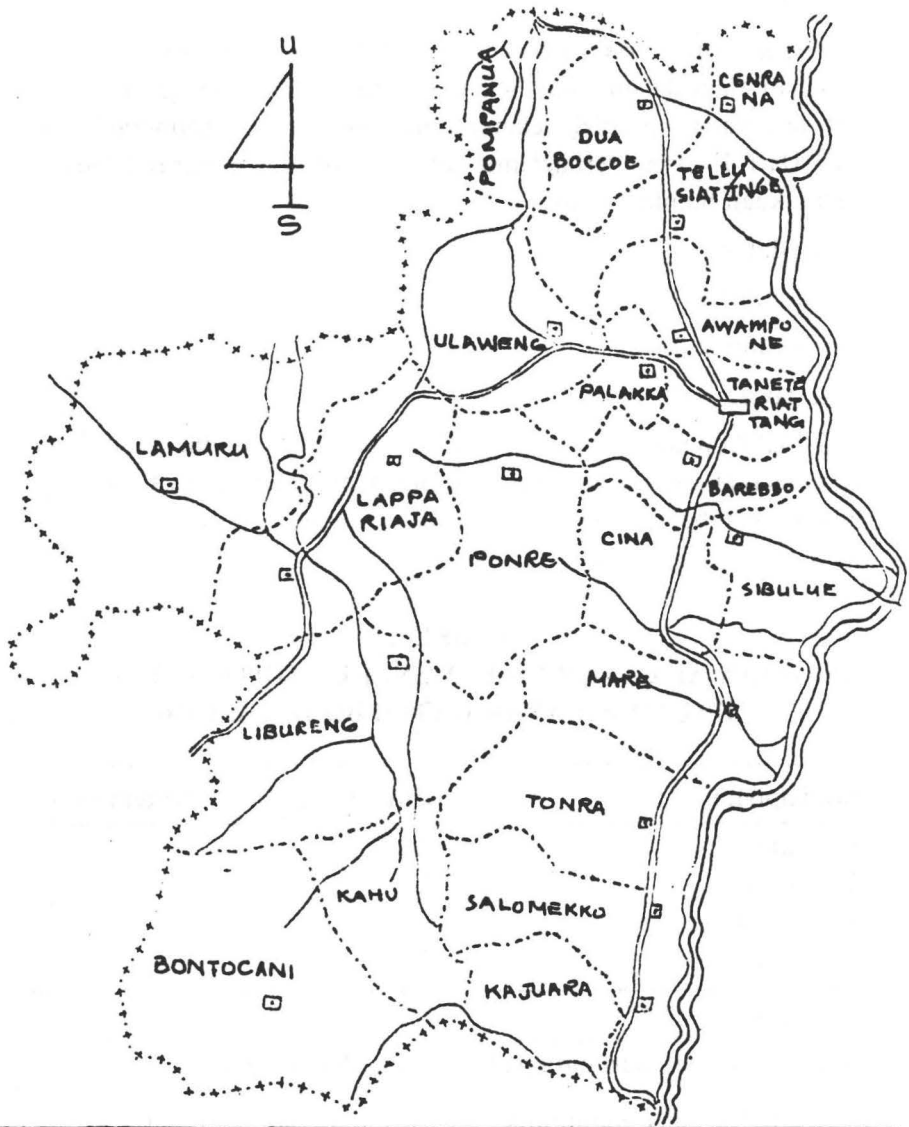 U
S
POMPANUA
CENRA
NA
DUA
BOCCOE
TELLU
SIATTINGE
ULAWENG
AWAMPO
NE
PALAKKA
TANETE
RIAT
TANG
LAMURU
LAPPA
RIAJA
BAREBBO
CINA
PONRE
SIBULUE
MARE
LIBURENG
TONRA
KAHU
SALOMEKKO
BONTOCANI
KAJUARA